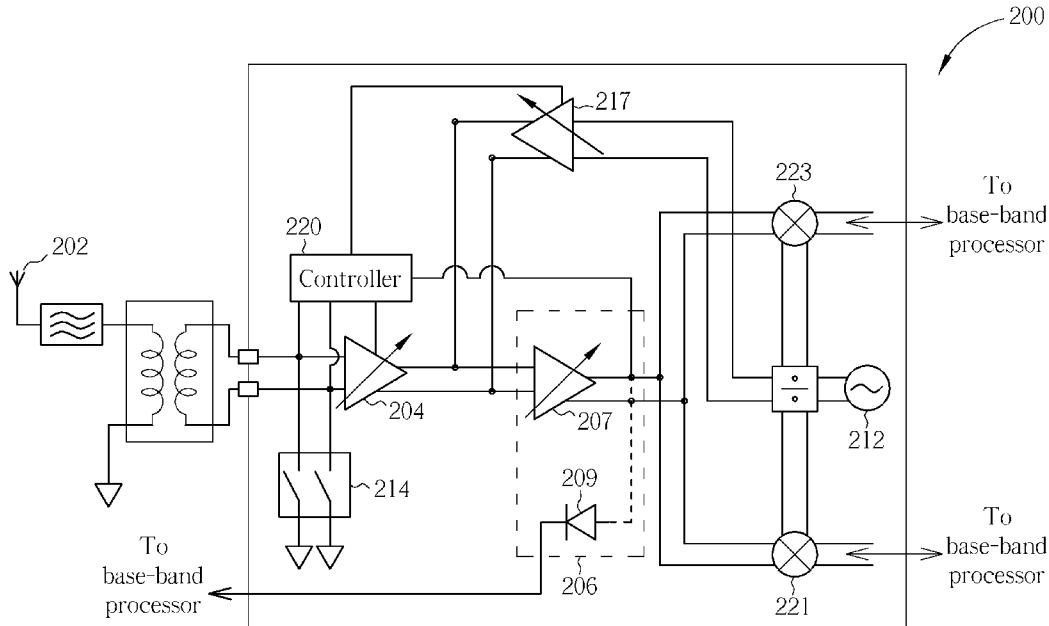 200
217
223
To
base-band
processor
202
220
Controller
204
207
212
214
209
To
base-band
processor
206
221
To
base-band
processor